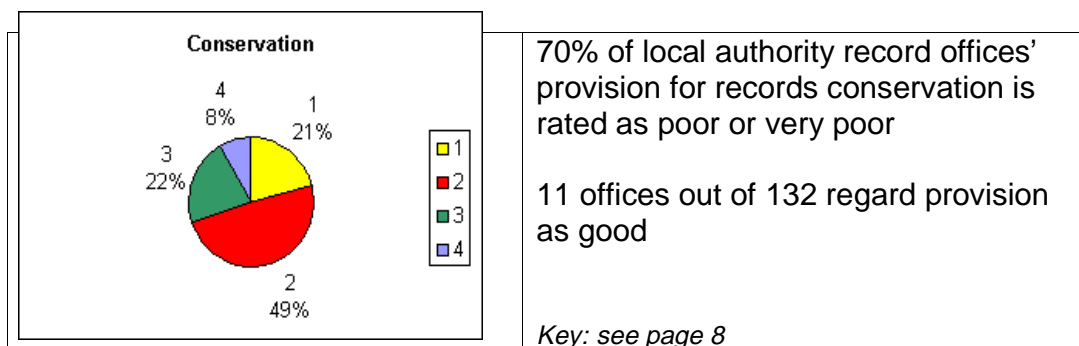 Conservation
4
8%
1
21%
3
22%
2
49%
1
2
3
4
70% of local authority record offices'
provision for records conservation is
rated as poor or very poor
11 offices out of 132 regard provision
as good
Key: see page 8